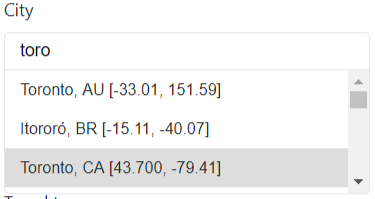 City
toro
Toronto, AU [-33.01, 151.59]
Itororó, BR [-15.11, -40.07]
Toronto, CA [43.700, -79.41]